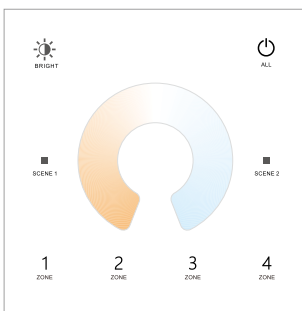 BRIGHT
ALL
SCENE 1
SCENE 2
1 2 3 4
ZONE ZONE ZONE ZONE